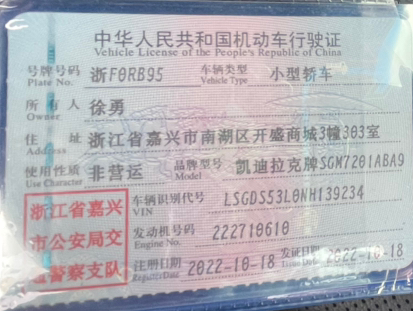 中华人民共和国机动车行驶证
Vehicle License of the People's Republic of China
号牌号码 浙F0RB95 车辆类型 小型轿车
Plate No. Vehicle Type
所有人 徐勇
Owner
住址 浙江省嘉兴市南湖区开盛商城3幢303室
Address
使用性质 非营运 品牌型号 凯迪拉克牌SGM7201ABA9
Use Character Model
浙江省嘉兴
市公安局交
通警察支队
车辆识别代号 LSGDS53L0NH139234
VIN
发动机号码 222710610
Engine No.
注册日期 2022-10-18 发证日期 2022-10-18
Register Date Issue Date